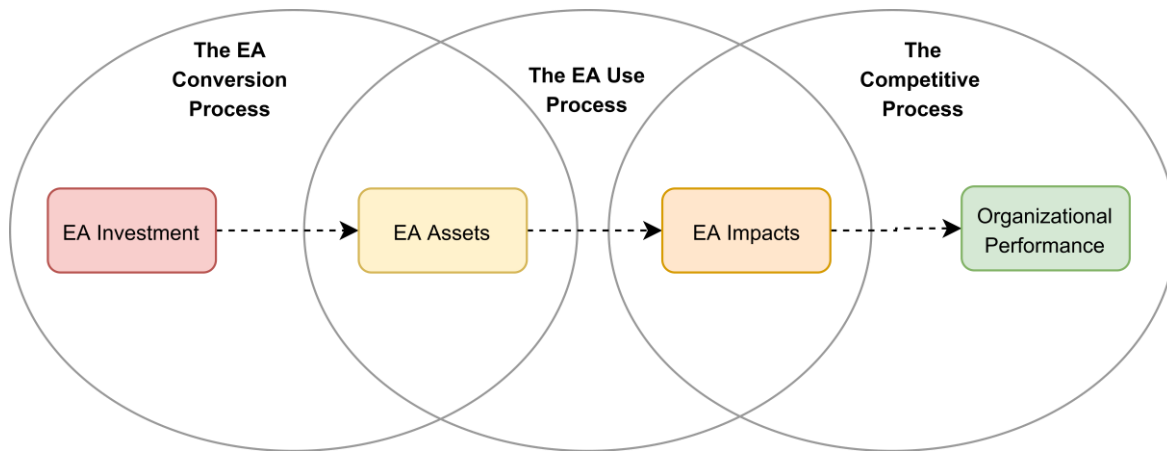 The EA
Conversion
Process
The EA Use
Process
The
Competitive
Process
EA Investment
EA Assets
EA Impacts
Organizational
Performance